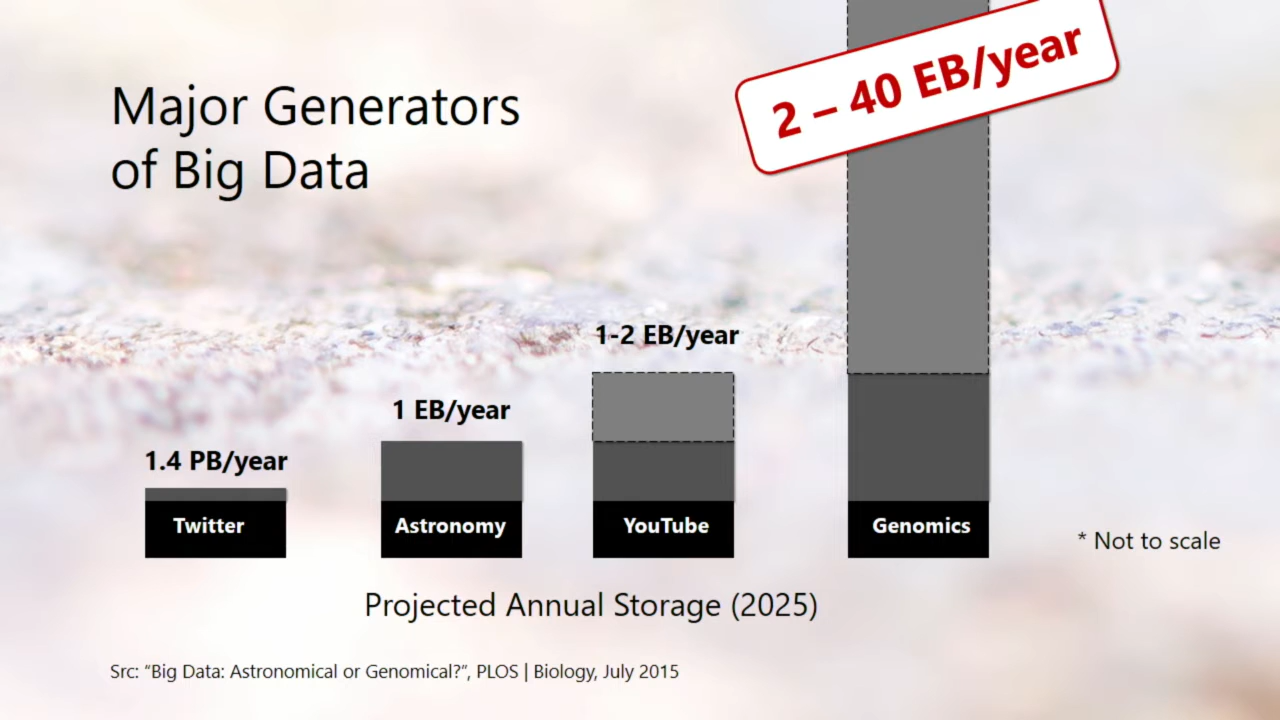 Major Generators
of Big Data
2 – 40 EB/year
1-2 EB/year
1 EB/year
1.4 PB/year
Twitter
Astronomy
YouTube
Genomics
* Not to scale
Projected Annual Storage (2025)
Src: “Big Data: Astronomical or Genomical?”, PLOS | Biology, July 2015